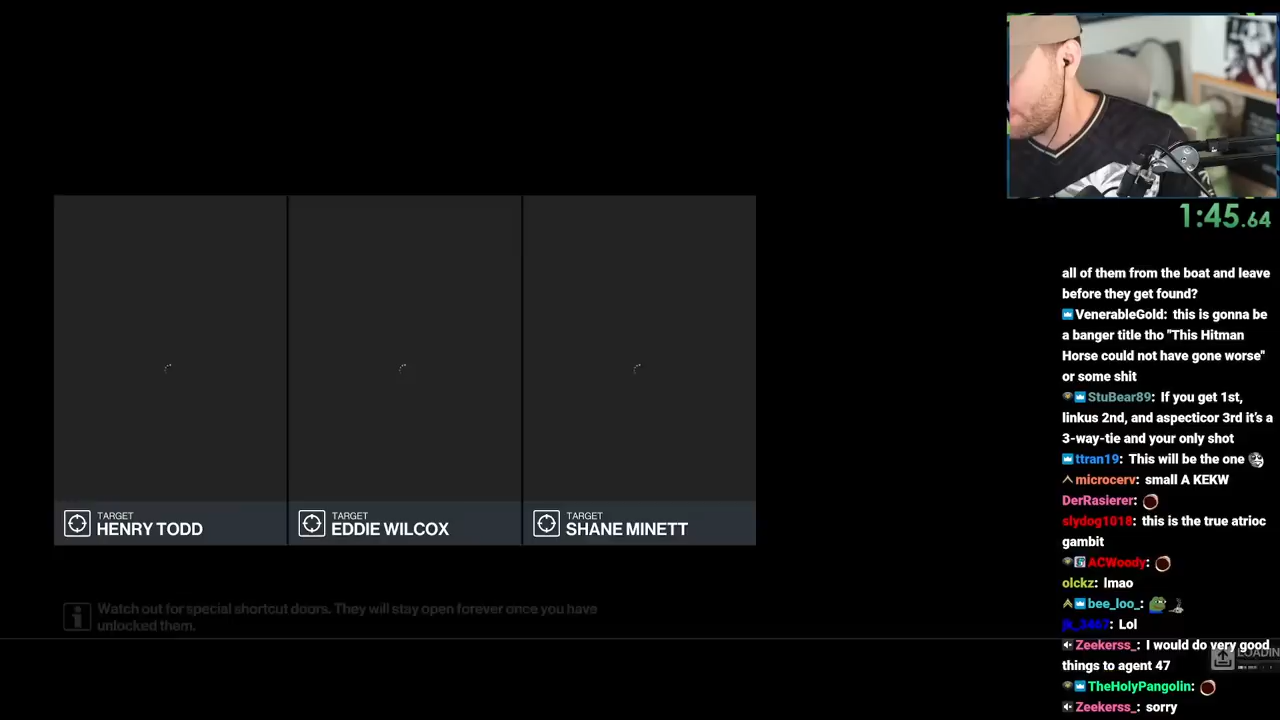 1:45.64
all of them from the boat and leave
before they get found?
VenerableGold: this is gonna be
a banger title tho "This Hitman
Horse could not have gone worse"
or some shit
StuBear89: If you get 1st,
linkus 2nd, and aspecticor 3rd it's a
3-way-tie and your only shot
ttran19: This will be the one
microcerv: small A KEKW
DerRasierer:
slydog1018: this is the true atrioc
gambit
ACWoody:
olckz: lmao
bee_loo_:
jk_3467: Lol
Zeekerss_: I would do very good
things to agent 47
TheHolyPangolin:
Zeekerss_: sorry
TARGET
HENRY TODD
TARGET
EDDIE WILCOX
TARGET
SHANE MINETT
Watch out for special shortcut doors. They will stay open forever once you have
unlocked them.
LOADIN